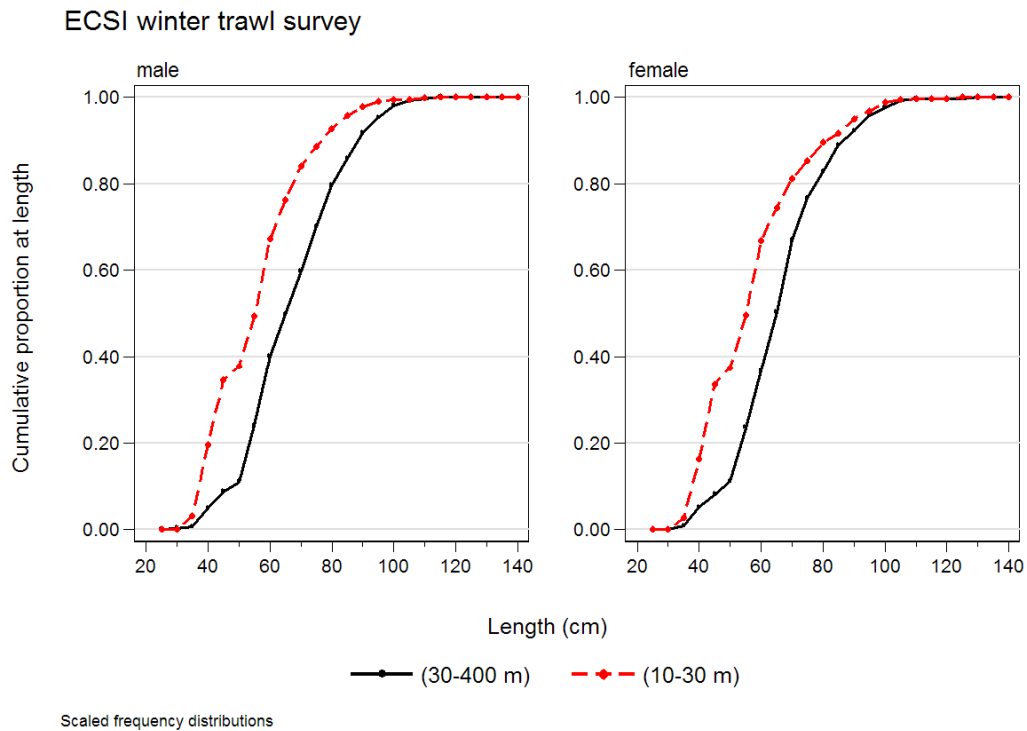 ECSI winter trawl survey
male
female
Cumulative proportion at length
1.00
0.80
0.60
0.40
0.20
0.00
20 40 60 80 100 120 140
1.00
0.80
0.60
0.40
0.20
0.00
20 40 60 80 100 120 140
Length (cm)
(30-400 m) (10-30 m)
Scaled frequency distributions